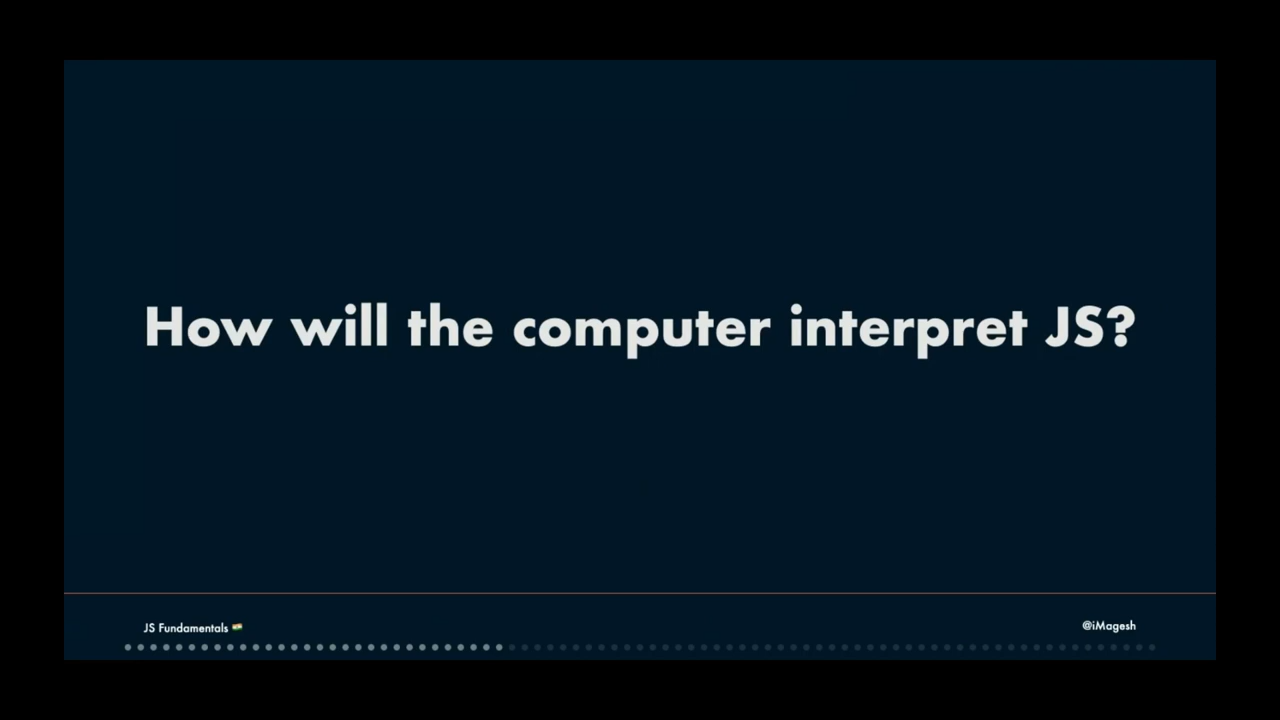 How will the computer interpret JS?
JS Fundamentals 🇮🇳
@iMagesh